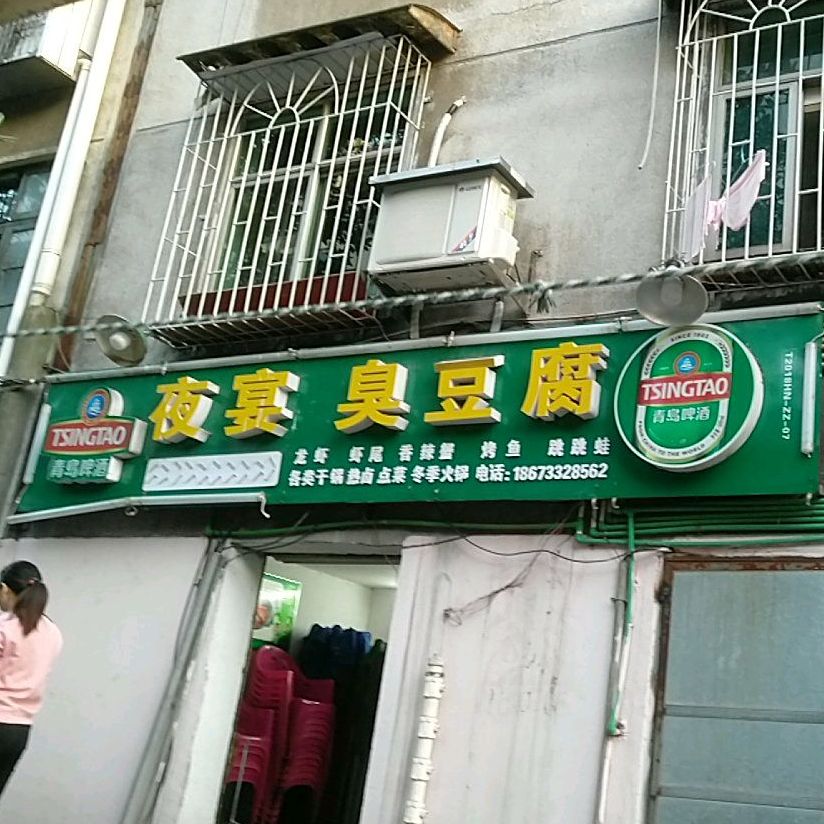 夜宴 臭豆腐
TSINGTAO
青岛啤酒
龙虾 虾尾 香辣蟹 烤鱼 跳跳蛙
各类干锅 热卤 点菜 冬季火锅 电话:18673328562
SINCE 1903
TSINGTAO
青岛啤酒
T2018HN-ZZ-07